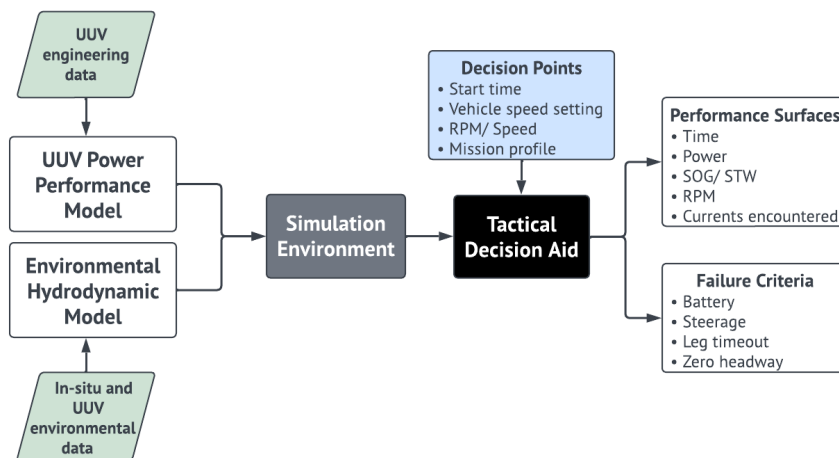 UUV
engineering
data
UUV Power
Performance
Model
Environmental
Hydrodynamic
Model
In-situ and
UUV
environmental
data
Simulation
Environment
Decision Points
• Start time
• Vehicle speed setting
• RPM/ Speed
• Mission profile
Tactical
Decision Aid
Performance Surfaces
• Time
• Power
• SOG/ STW
• RPM
• Currents encountered
Failure Criteria
• Battery
• Steerage
• Leg timeout
• Zero headway